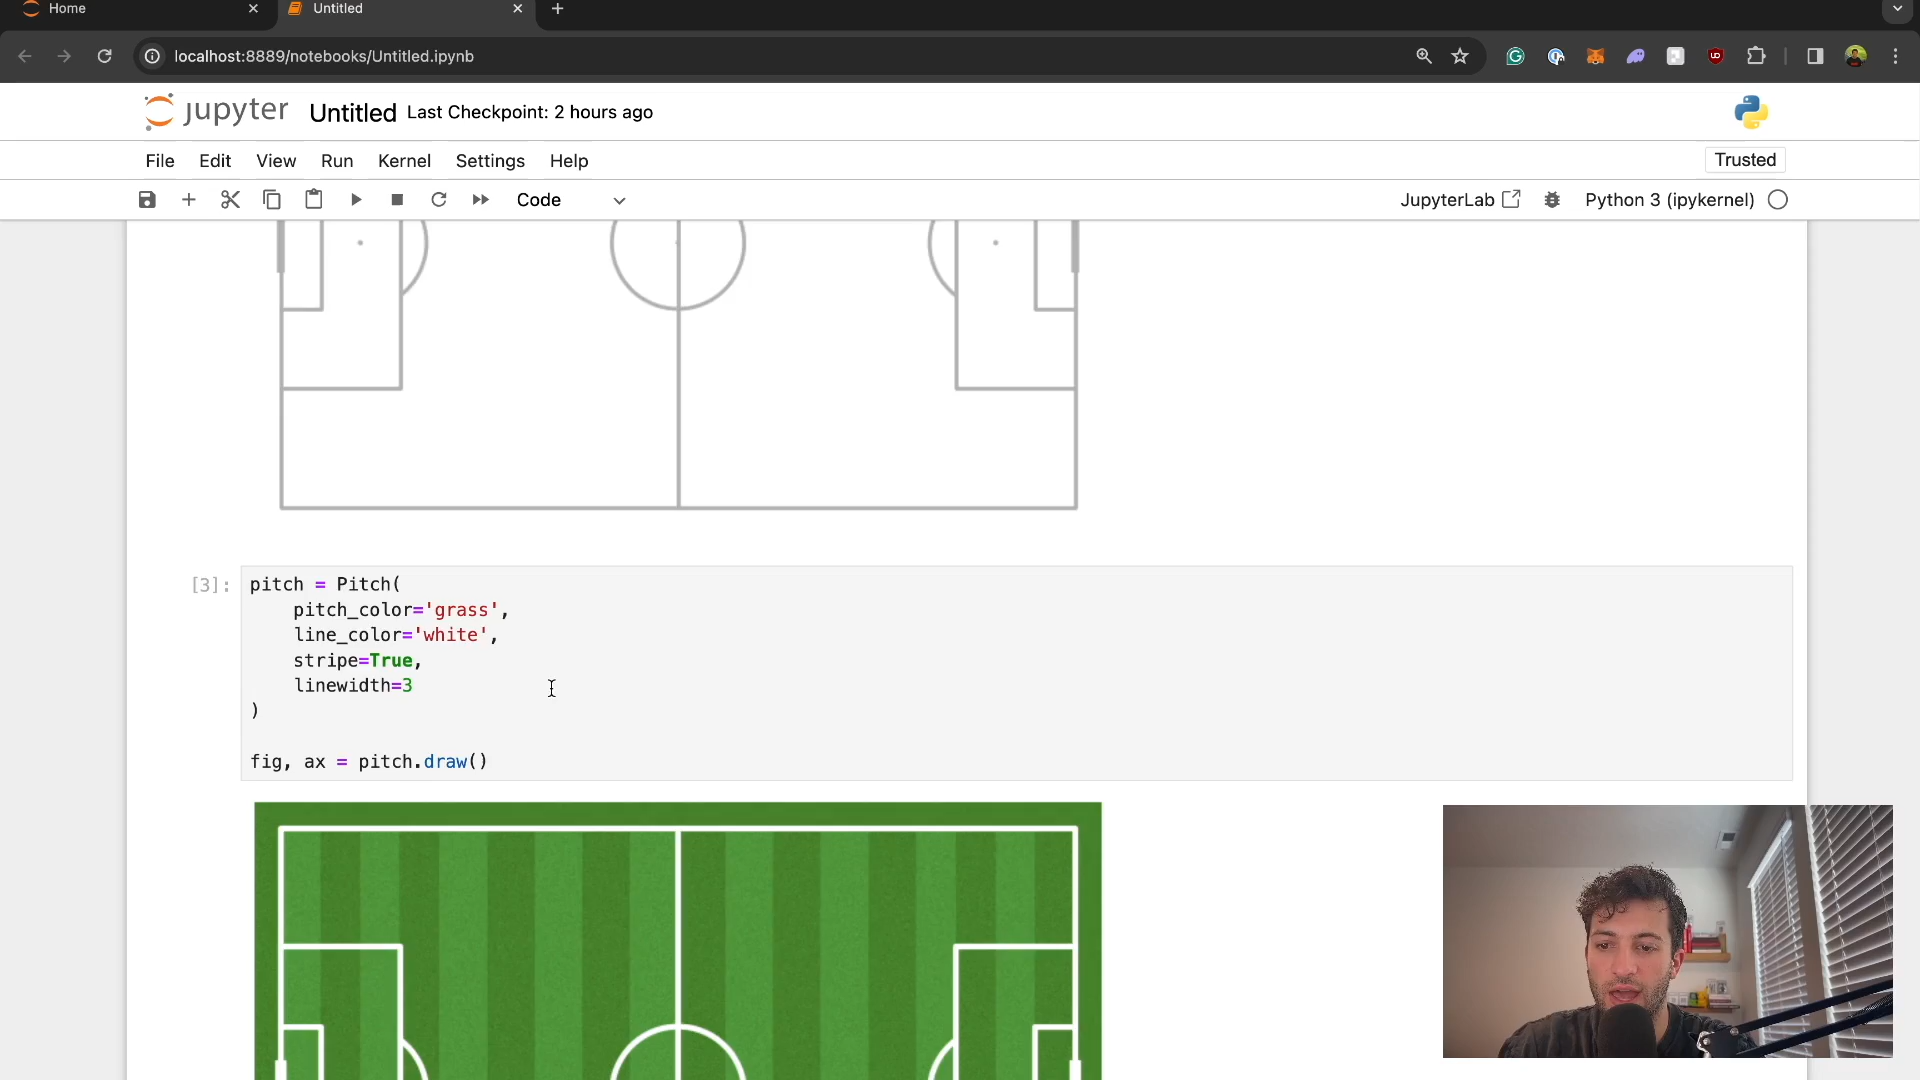 Home
Untitled
localhost:8889/notebooks/Untitled.ipynb
jupyter Untitled Last Checkpoint: 2 hours ago
File Edit View Run Kernel Settings Help
Trusted
Code
JupyterLab
Python 3 (ipykernel)
[3]:
pitch = Pitch(
    pitch_color='grass',
    line_color='white',
    stripe=True,
    linewidth=3
)
fig, ax = pitch.draw()